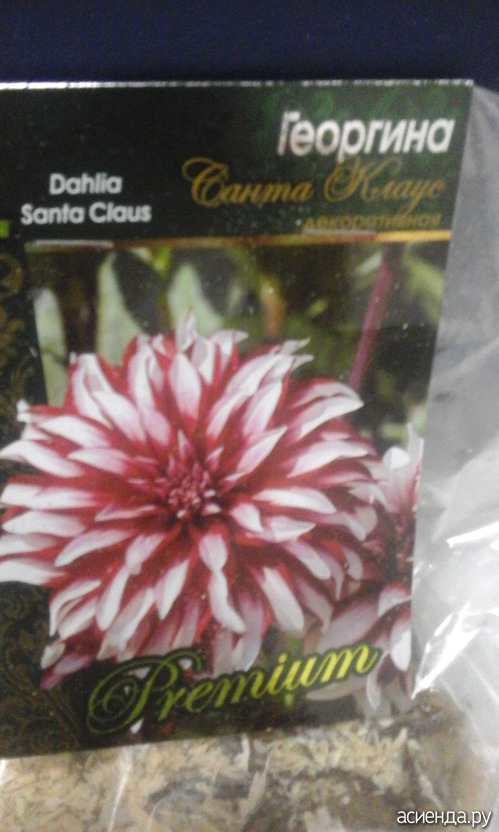 Георгина
Санта Клаус
декоративная
Dahlia
Santa Claus
Premium
асиенда.ру